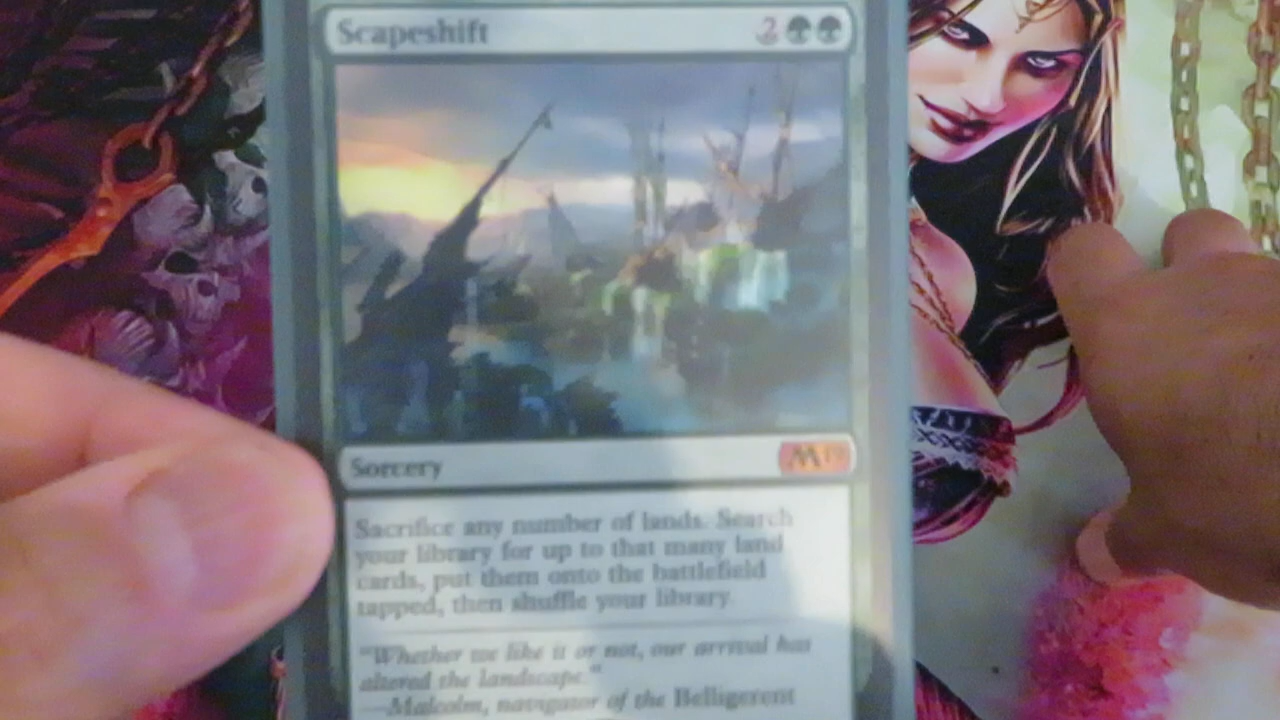 Scapeshift 2
Sorcery M19
Sacrifice any number of lands. Search
your library for up to that many land
cards, put them onto the battlefield
tapped, then shuffle your library.
"Whether we like it or not, our arrival has
altered the landscape."
—Malcolm, navigator of the Belligerent